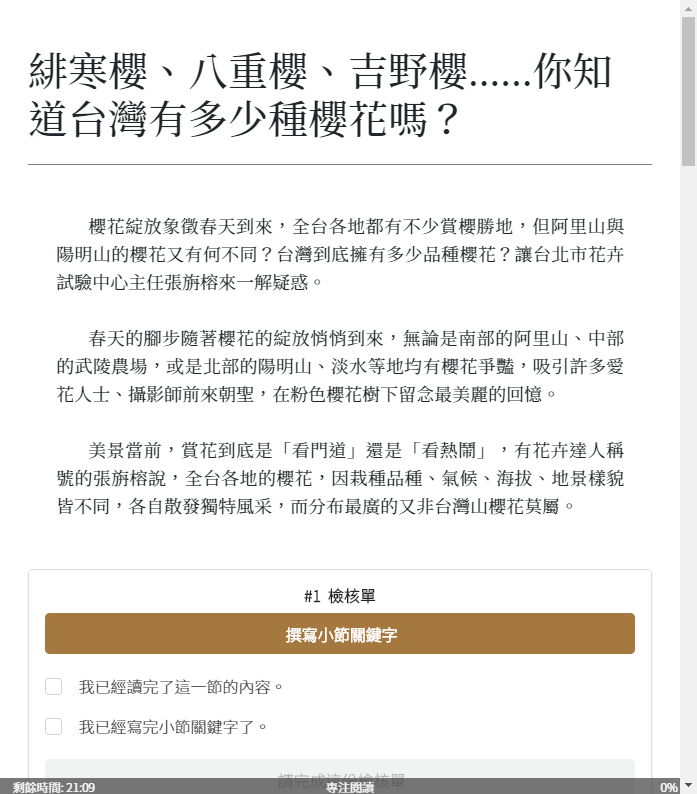 緋寒櫻、八重櫻、吉野櫻......你知
道台灣有多少種櫻花嗎？
櫻花綻放象徵春天到來，全台各地都有不少賞櫻勝地，但阿里山與
陽明山的櫻花又有何不同？台灣到底擁有多少品種櫻花？讓台北市花卉
試驗中心主任張旂榕來一解疑惑。
春天的腳步隨著櫻花的綻放悄悄到來，無論是南部的阿里山、中部
的武陵農場，或是北部的陽明山、淡水等地均有櫻花爭豔，吸引許多愛
花人士、攝影師前來朝聖，在粉色櫻花樹下留念最美麗的回憶。
美景當前，賞花到底是「看門道」還是「看熱鬧」，有花卉達人稱
號的張旂榕說，全台各地的櫻花，因栽種品種、氣候、海拔、地景樣貌
皆不同，各自散發獨特風采，而分布最廣的又非台灣山櫻花莫屬。
#1 檢核單
撰寫小節關鍵字
我已經讀完了這一節的內容。
我已經寫完小節關鍵字了。
請完成這份檢核單
剩餘時間: 21:09 專注閱讀 0%